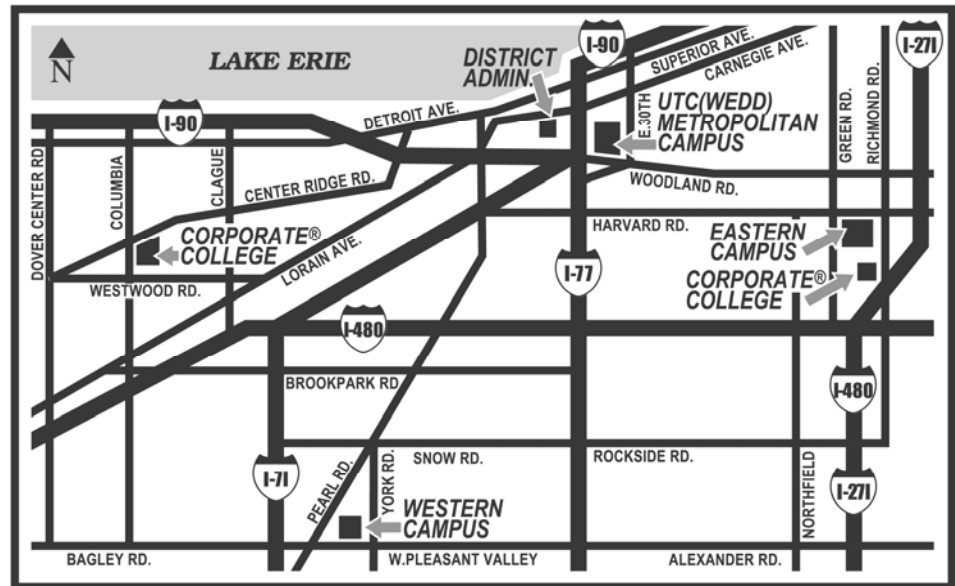 N
LAKE ERIE
I-90
I-271
SUPERIOR AVE.
CARNEGIE AVE.
DISTRICT
ADMIN.
UTC(WEDD)
METROPOLITAN
CAMPUS
E.30TH
GREEN RD.
RICHMOND RD.
I-90
DETROIT AVE.
DOVER CENTER RD
COLUMBIA
CLAGUE
CENTER RIDGE RD.
WOODLAND RD.
HARVARD RD.
EASTERN
CAMPUS
CORPORATE®
COLLEGE
LORAIN AVE.
I-77
CORPORATE®
COLLEGE
WESTWOOD RD.
I-480
BROOKPARK RD
I-480
SNOW RD.
ROCKSIDE RD.
I-71
PEARL RD.
YORK RD.
NORTHFIELD
I-271
WESTERN
CAMPUS
BAGLEY RD.
W.PLEASANT VALLEY
ALEXANDER RD.